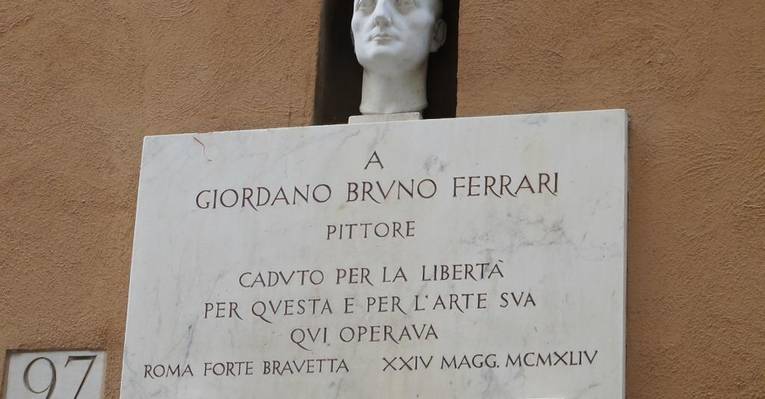 A
GIORDANO BRVNO FERRARI
PITTORE
CADVTO PER LA LIBERTÀ
PER QVESTA E PER L'ARTE SVA
QVI OPERAVA
ROMA FORTE BRAVETTA XXIV MAGG. MCMXLIV
97